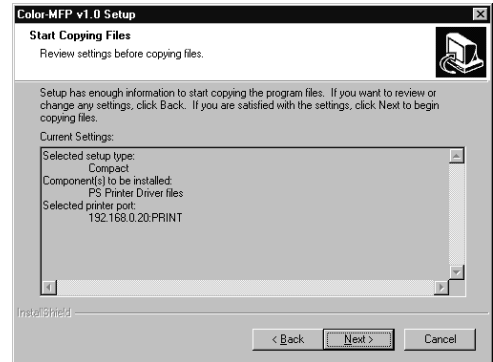 Color-MFP v1.0 Setup
Start Copying Files
Review settings before copying files.
Setup has enough information to start copying the program files. If you want to review or
change any settings, click Back. If you are satisfied with the settings, click Next to begin
copying files.
Current Settings:
Selected setup type:
Compact
Component(s) to be installed:
PS Printer Driver files
Selected printer port:
192.168.0.20:PRINT
InstallShield
< Back Next > Cancel